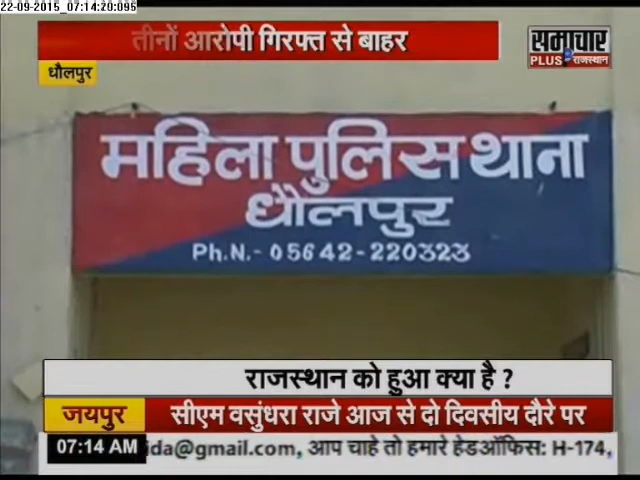 22-09-2015_07:14:20:095
तीनों आरोपी गिरफ्त से बाहर
समाचार
PLUS राजस्थान
धौलपुर
महिला पुलिस थाना
धौलपुर
Ph.N.- 05642-220323
राजस्थान को हुआ क्या है ?
जयपुर सीएम वसुंधरा राजे आज से दो दिवसीय दौरे पर
07:14 AM ida@gmail.com, आप चाहे तो हमारे हेडऑफिस: H-174,